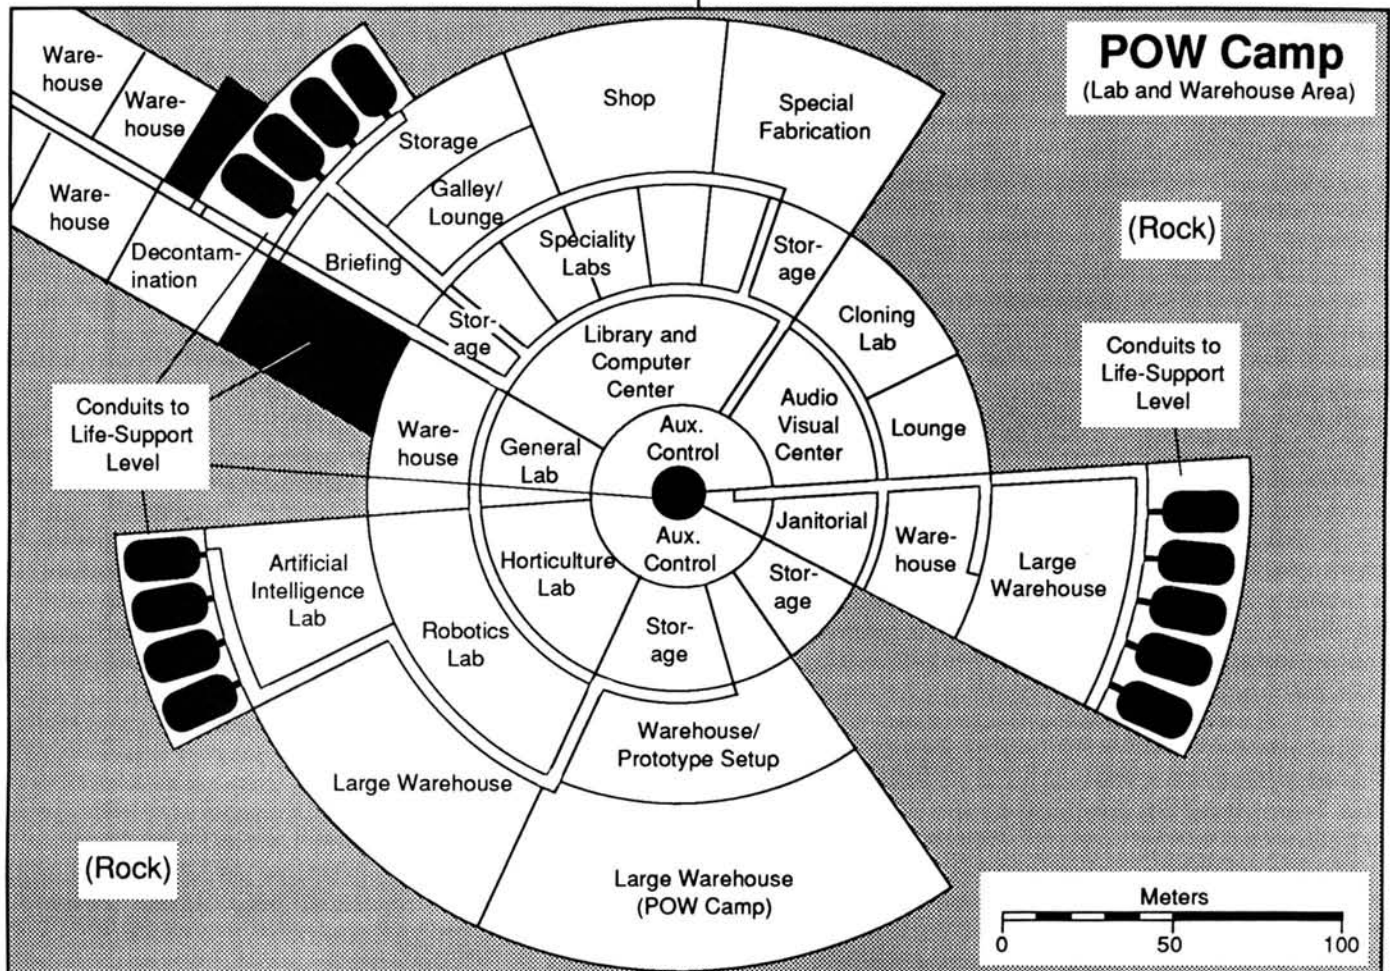 POW Camp
(Lab and Warehouse Area)
Ware-
house
Ware-
house
Ware-
house
Decontam-
ination
Storage
Galley/
Lounge
Briefing
Stor-
age
Shop
Special
Fabrication
Speciality
Labs
Stor-
age
Cloning
Lab
Lounge
(Rock)
Conduits to
Life-Support
Level
Library and
Computer
Center
Audio
Visual
Center
Aux.
Control
Conduits to
Life-Support
Level
Ware-
house
General
Lab
Aux.
Control
Janitorial
Stor-
age
Ware-
house
Large
Warehouse
Artificial
Intelligence
Lab
Horticulture
Lab
Robotics
Lab
Stor-
age
Warehouse/
Prototype Setup
Large Warehouse
(Rock)
Large Warehouse
(POW Camp)
Meters
0 50 100